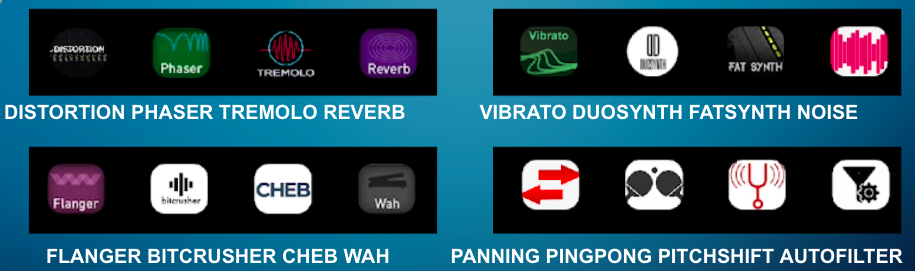 DISTORTION
Phaser
TREMOLO
Reverb
DISTORTION PHASER TREMOLO REVERB
Vibrato
DUOSYNTH
FAT SYNTH
VIBRATO DUOSYNTH FATSYNTH NOISE
Flanger
bitcrusher
CHEB
Wah
FLANGER BITCRUSHER CHEB WAH
PANNING PINGPONG PITCHSHIFT AUTOFILTER